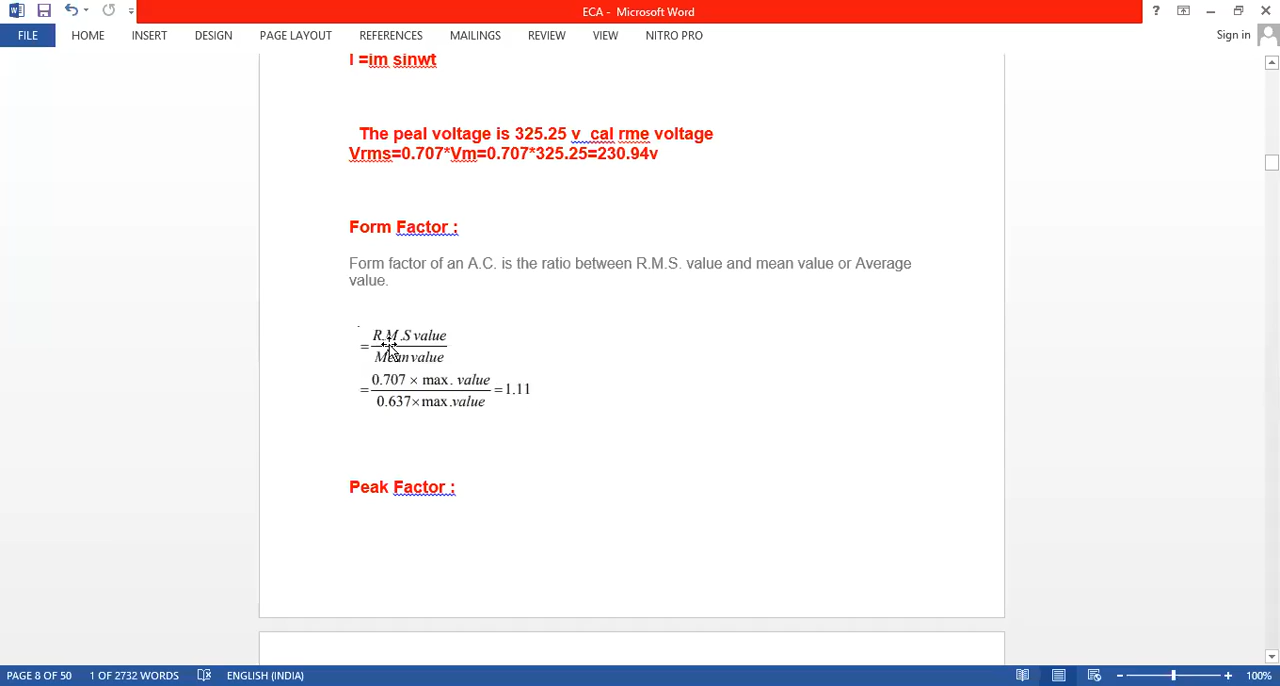 ECA - Microsoft Word
?
FILE HOME INSERT DESIGN PAGE LAYOUT REFERENCES MAILINGS REVIEW VIEW NITRO PRO Sign in
I =im sinwt
The peal voltage is 325.25 v cal rme voltage
Vrms=0.707*Vm=0.707*325.25=230.94v
Form Factor :
Form factor of an A.C. is the ratio between R.M.S. value and mean value or Average
value.
= R.M.S value
Mean value
= 0.707 × max. value
0.637×max.value
= 1.11
Peak Factor :
PAGE 8 OF 50 1 OF 2732 WORDS ENGLISH (INDIA) 100%